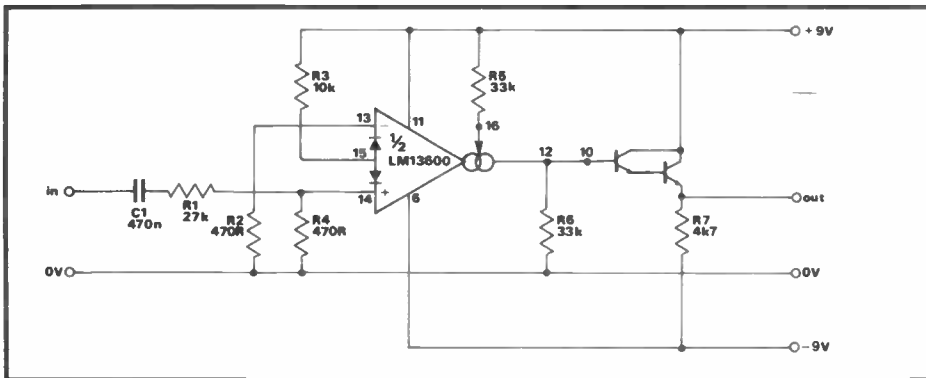 +9V
R3
10k
R5
33k
13
−
11
16
½
15
LM13600
12
10
in
C1
470n
R1
27k
R2
470R
R4
470R
14
+
6
R6
33k
out
R7
4k7
0V
0V
-9V